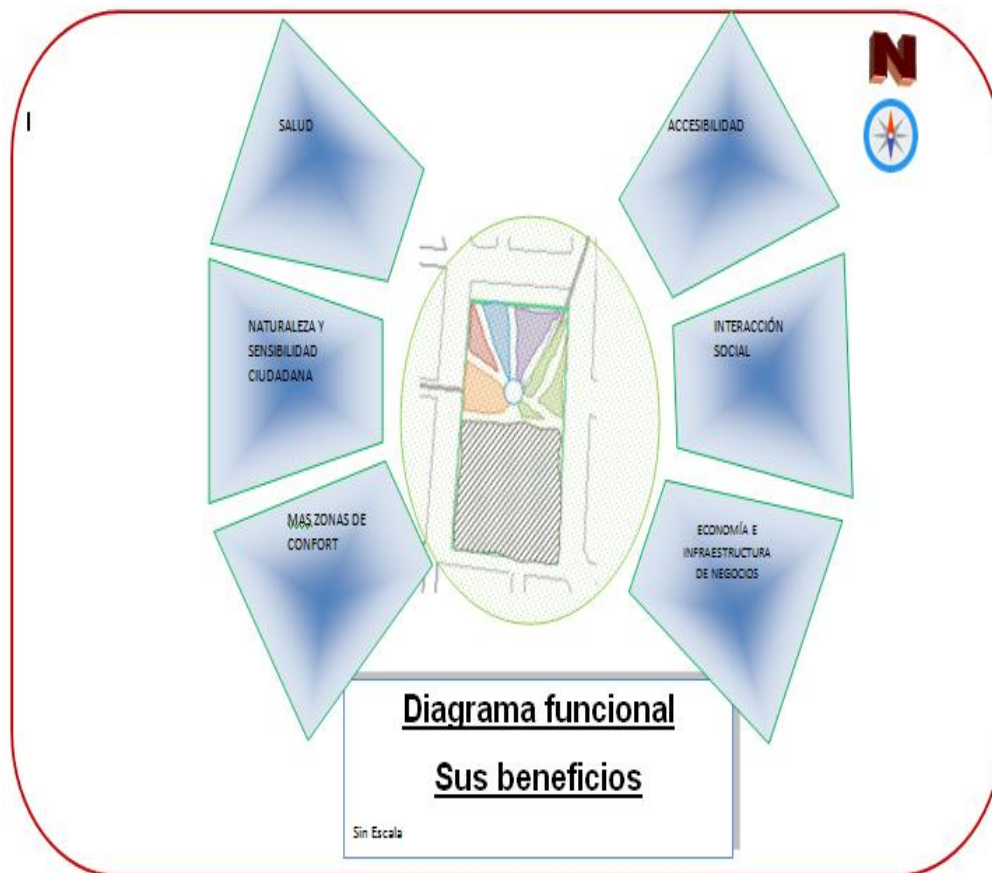 N
I
SALUD
ACCESIBILIDAD
NATURALEZA Y
SENSIBILIDAD
CIUDADANA
INTERACCIÓN
SOCIAL
MAS ZONAS DE
CONFORT
ECONOMÍA E
INFRAESTRUCTURA
DE NEGOCIOS
Diagrama funcional
Sus beneficios
Sin Escala